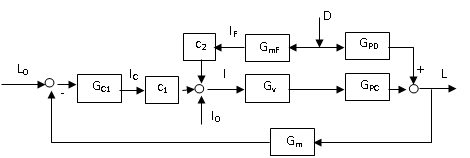 D
I_F
c₂
G_mF
G_PD
L_O
I_C
I
+
L
-
G_C1
c₁
G_v
G_PC
I_O
G_m